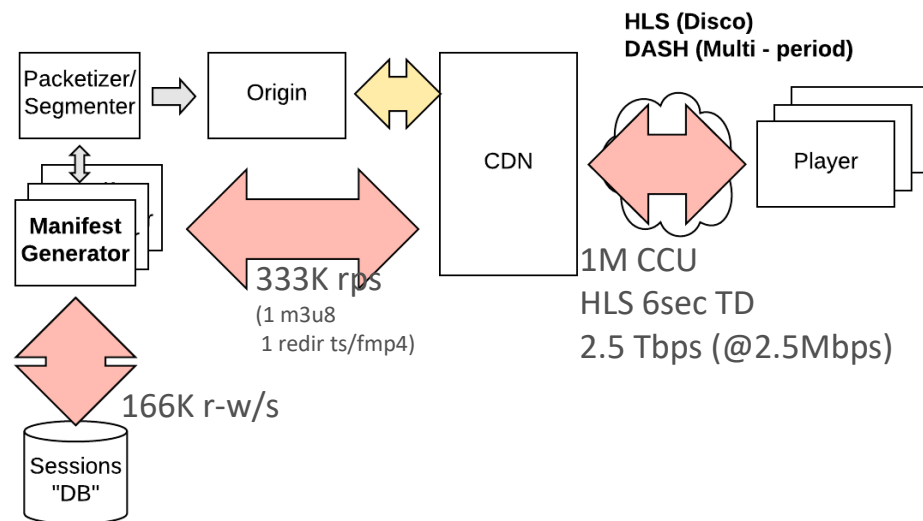 HLS (Disco)
DASH (Multi - period)
Packetizer/
Segmenter
Origin
CDN
Player
Manifest
Generator
333K rps
(1 m3u8
1 redir ts/fmp4)
1M CCU
HLS 6sec TD
2.5 Tbps (@2.5Mbps)
166K r-w/s
Sessions
"DB"